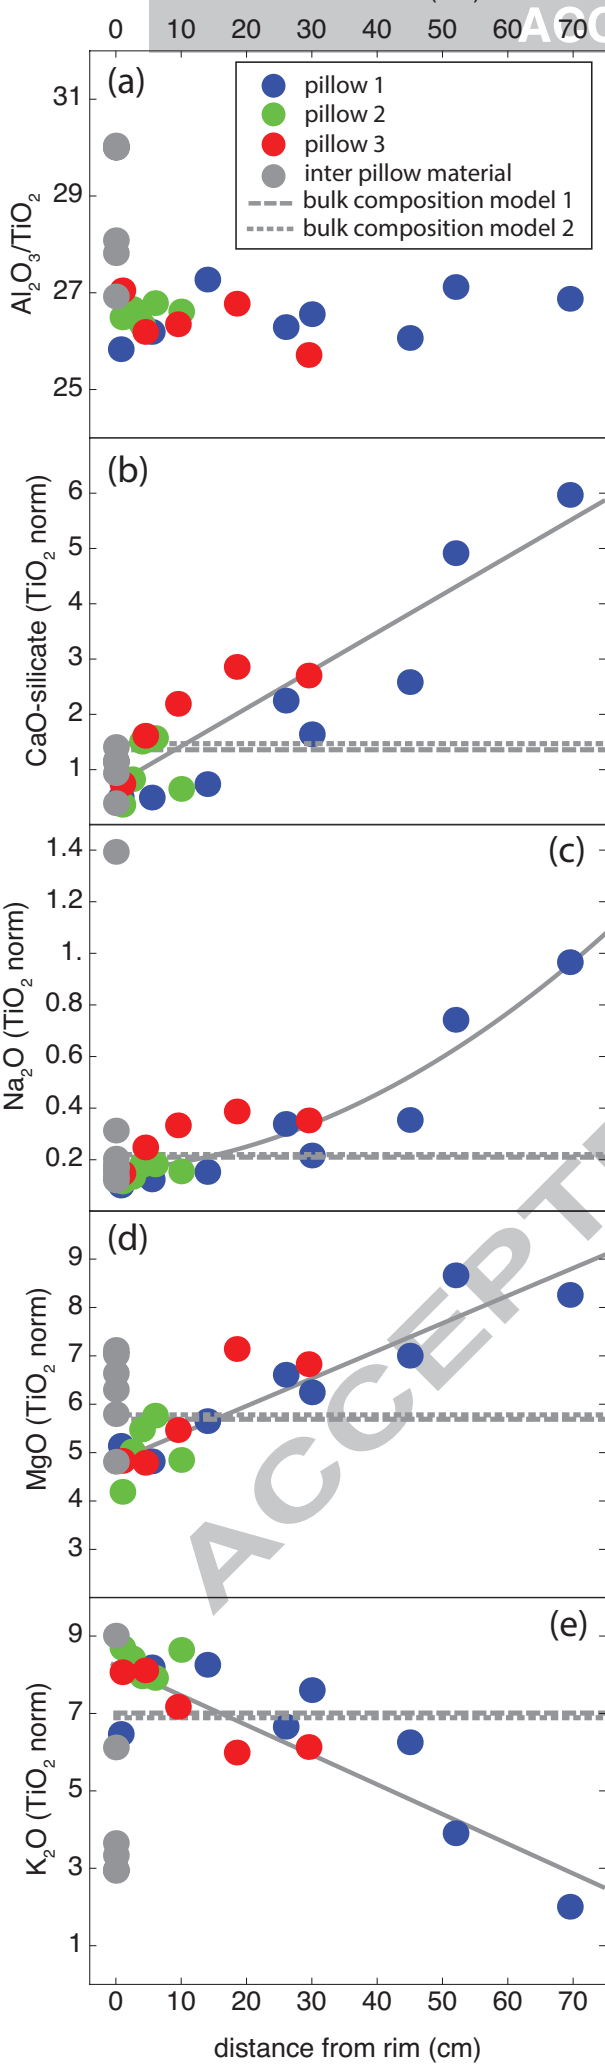 0 10 20 30 40 50 60 70
ACC
(a)
pillow 1
pillow 2
pillow 3
inter pillow material
bulk composition model 1
bulk composition model 2
31
29
27
25
Al₂O₃/TiO₂
(b)
6
5
4
3
2
1
CaO-silicate (TiO₂ norm)
(c)
1.4
1.2
1.
0.8
0.6
0.4
0.2
Na₂O (TiO₂ norm)
(d)
9
8
7
6
5
4
3
MgO (TiO₂ norm)
ACCEPT
(e)
9
7
5
3
1
K₂O (TiO₂ norm)
0 10 20 30 40 50 60 70
distance from rim (cm)